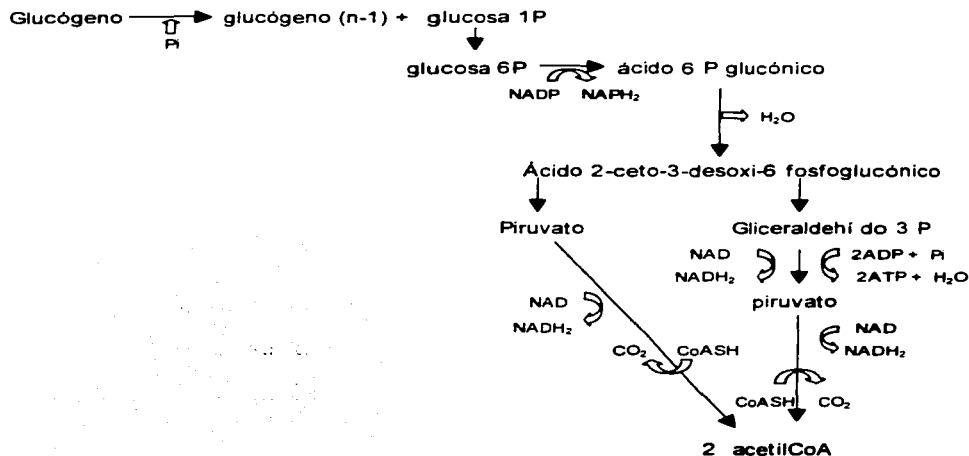 Glucógeno glucógeno (n-1) + glucosa 1P
Pi
glucosa 6P ácido 6 P glucónico
NADP NAPH₂
H₂O
Ácido 2-ceto-3-desoxi-6 fosfoglucónico
Piruvato Gliceraldehí do 3 P
NAD 2ADP + Pi
NADH₂ 2ATP + H₂O
piruvato
NAD NAD
NADH₂ NADH₂
CO₂ CoASH
CoASH CO₂
2 acetilCoA